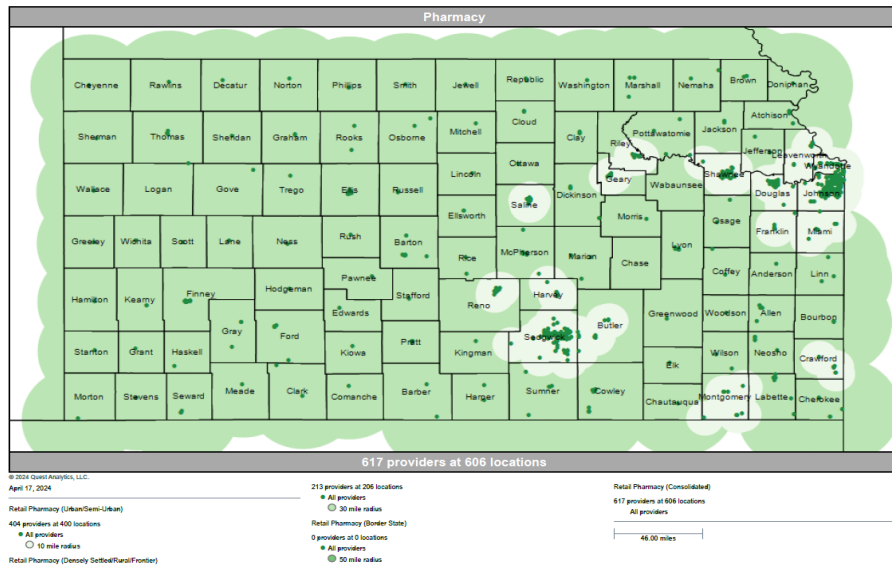 Pharmacy
Cheyenne Rawlins Decatur Norton Phillips Smith Jewell Republic Washington Marshall Nemaha Brown Doniphan
Sherman Thomas Sheridan Graham Rooks Osborne Mitchell Cloud Clay Riley Pottawatomie Jackson Atchison
Jefferson Leavenworth Wyandotte
Wallace Logan Gove Trego Ellis Russell Lincoln Ottawa Saline Dickinson Geary Wabaunsee Shawnee Douglas Johnson
Ellsworth Morris Osage Franklin Miami
Greeley Wichita Scott Lane Ness Rush Barton Rice McPherson Marion Chase Lyon Coffey Anderson Linn
Hamilton Kearny Finney Hodgeman Pawnee Stafford Reno Harvey
Gray Ford Edwards Sedgwick Butler Greenwood Woodson Allen Bourbon
Stanton Grant Haskell Kiowa Pratt Kingman Elk Wilson Neosho Crawford
Morton Stevens Seward Meade Clark Comanche Barber Harper Sumner Cowley Chautauqua Montgomery Labette Cherokee
617 providers at 606 locations
© 2024 Quest Analytics, LLC.
April 17, 2024
Retail Pharmacy (Urban/Semi-Urban)
404 providers at 400 locations
All providers
10 mile radius
Retail Pharmacy (Densely Settled/Rural/Frontier)
213 providers at 206 locations
All providers
30 mile radius
Retail Pharmacy (Border State)
0 providers at 0 locations
All providers
50 mile radius
Retail Pharmacy (Consolidated)
617 providers at 606 locations
All providers
46.00 miles